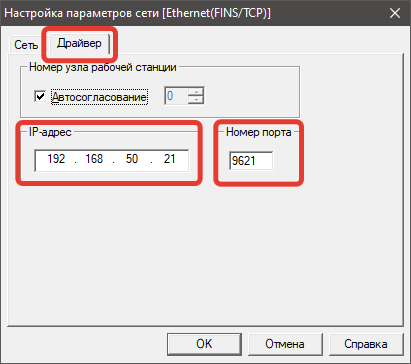 Настройка параметров сети [Ethernet(FINS/TCP)]
Сеть Драйвер
Номер узла рабочей станции
Автосогласование 0
IP-адрес Номер порта
192 . 168 . 50 . 21 9621
OK Отмена Справка